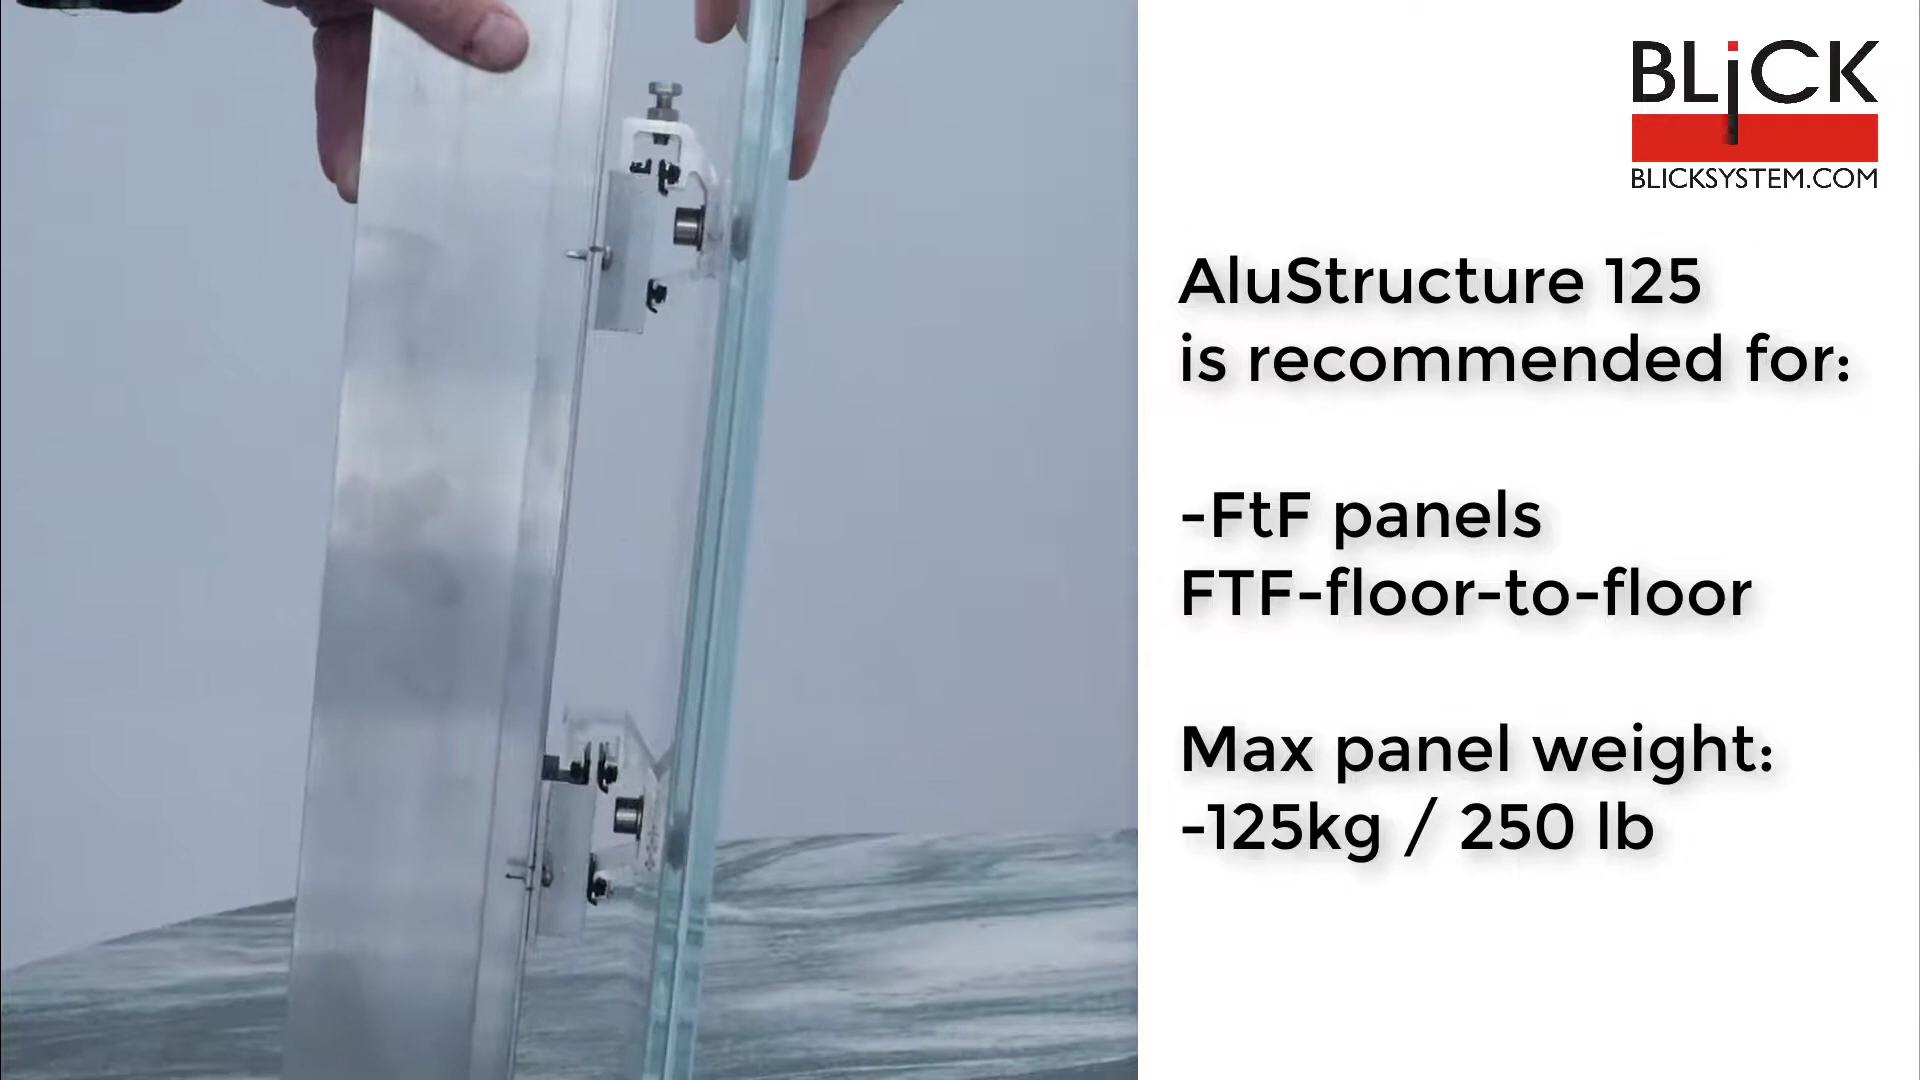 BLiCK
BLICKSYSTEM.COM
AluStructure 125
is recommended for:
-FtF panels
FTF-floor-to-floor
Max panel weight:
-125kg / 250 lb